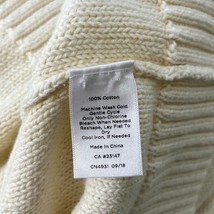 100% Cotton
Machine Wash Cold
Gentle Cycle
Only Non-Chlorine
Bleach When Needed
Reshape, Lay Flat To
Dry
Cool Iron, If Needed
Made In China
CA #23147
CN4931 09/18